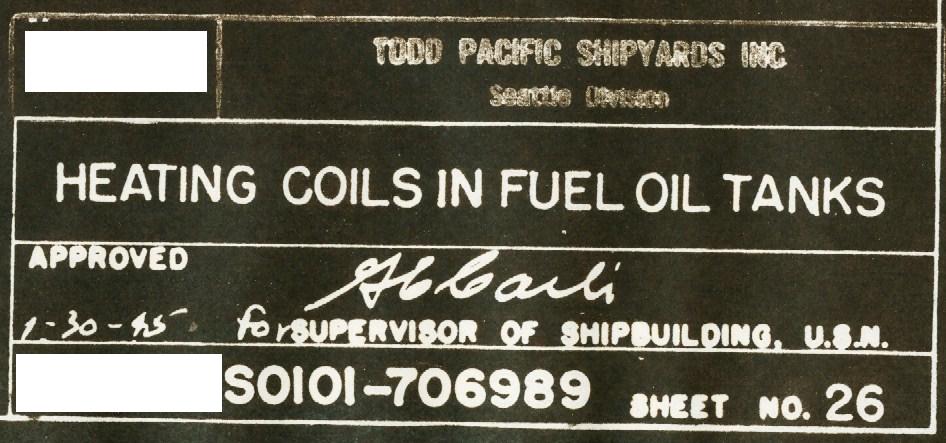 TODD PACIFIC SHIPYARDS INC
Seattle Division
HEATING COILS IN FUEL OIL TANKS
APPROVED
1-30-45 for SUPERVISOR OF SHIPBUILDING, U.S.N.
S0101-706989 SHEET NO. 26